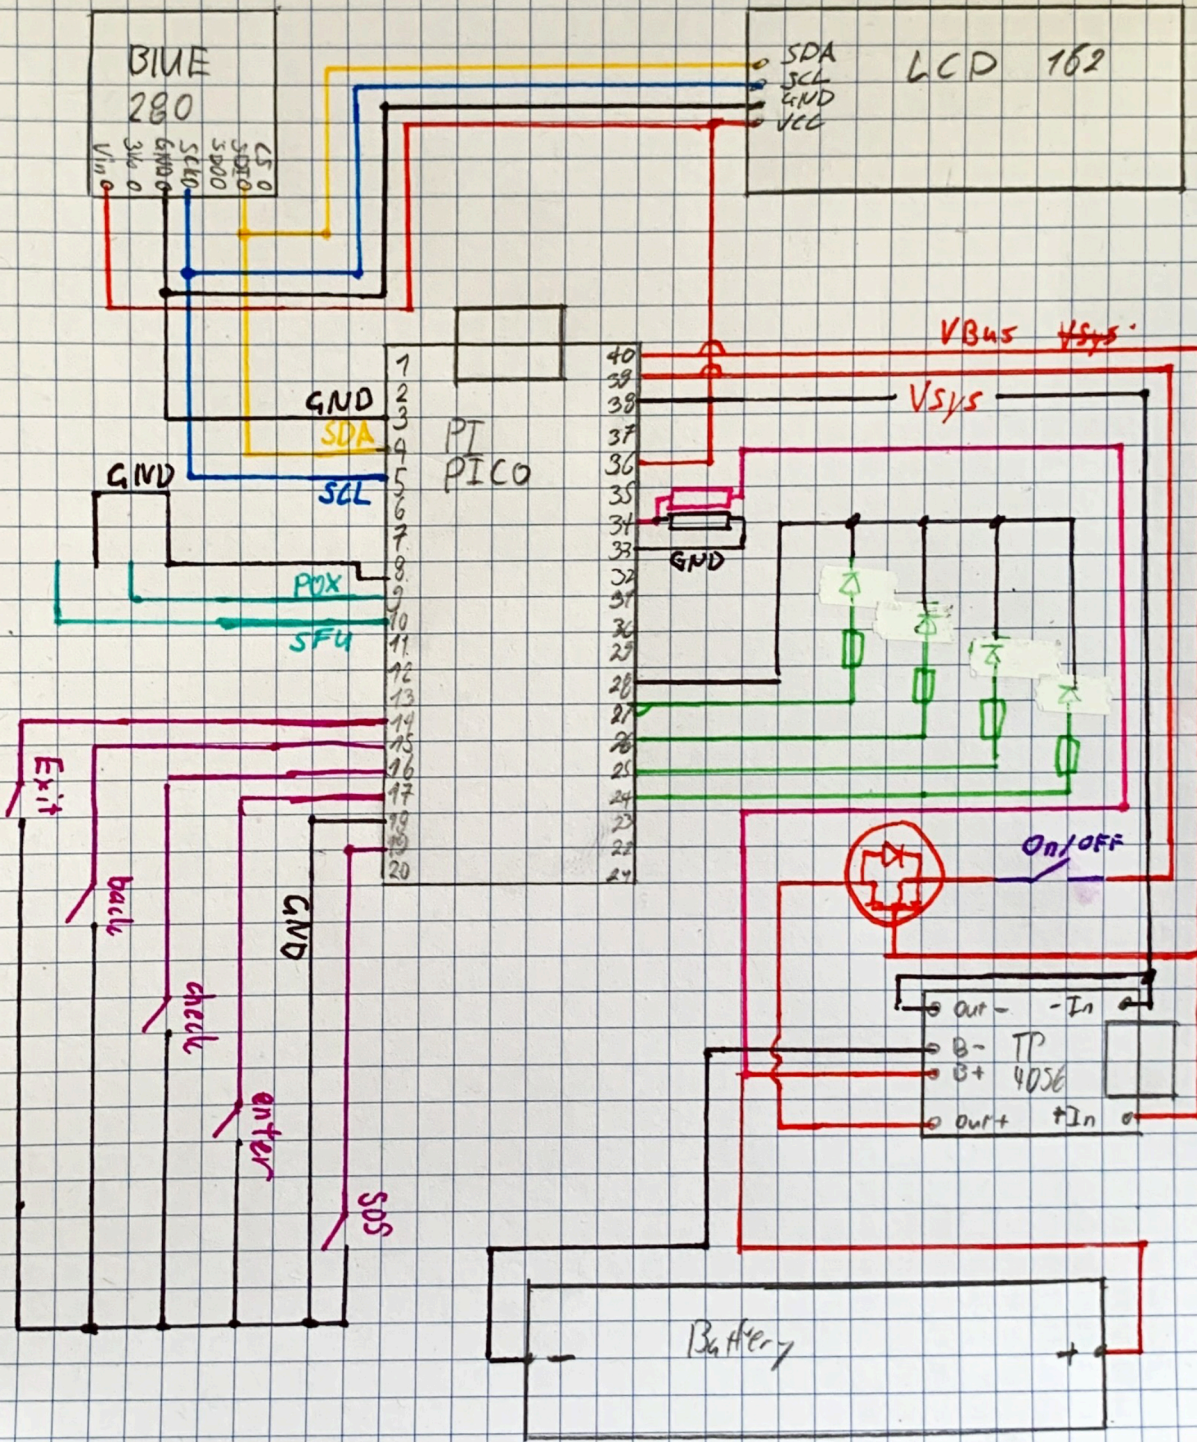 BME
280
Vin
3Vo
GND
SCK
SDO
SDI
CS
SDA
SCL
GND
VCC
LCD 162
VBus Vsys
Vsys
PI
PICO
1
2
3
4
5
6
7
8
9
10
11
12
13
14
15
16
17
18
19
20
40
39
38
37
36
35
34
33
32
31
30
29
28
27
26
25
24
23
22
21
GND
SDA
SCL
GND
POX
SFU
GND
Exit
back
check
enter
GND
SOS
On/OFF
Out-
-In
B-
B+
TP
4056
Out+
+In
Battery
-
+